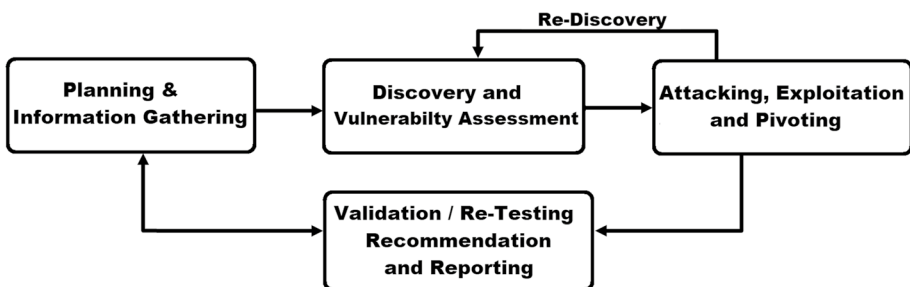 Re-Discovery
Planning &
Information Gathering
Discovery and
Vulnerabilty Assessment
Attacking, Exploitation
and Pivoting
Validation / Re-Testing
Recommendation
and Reporting